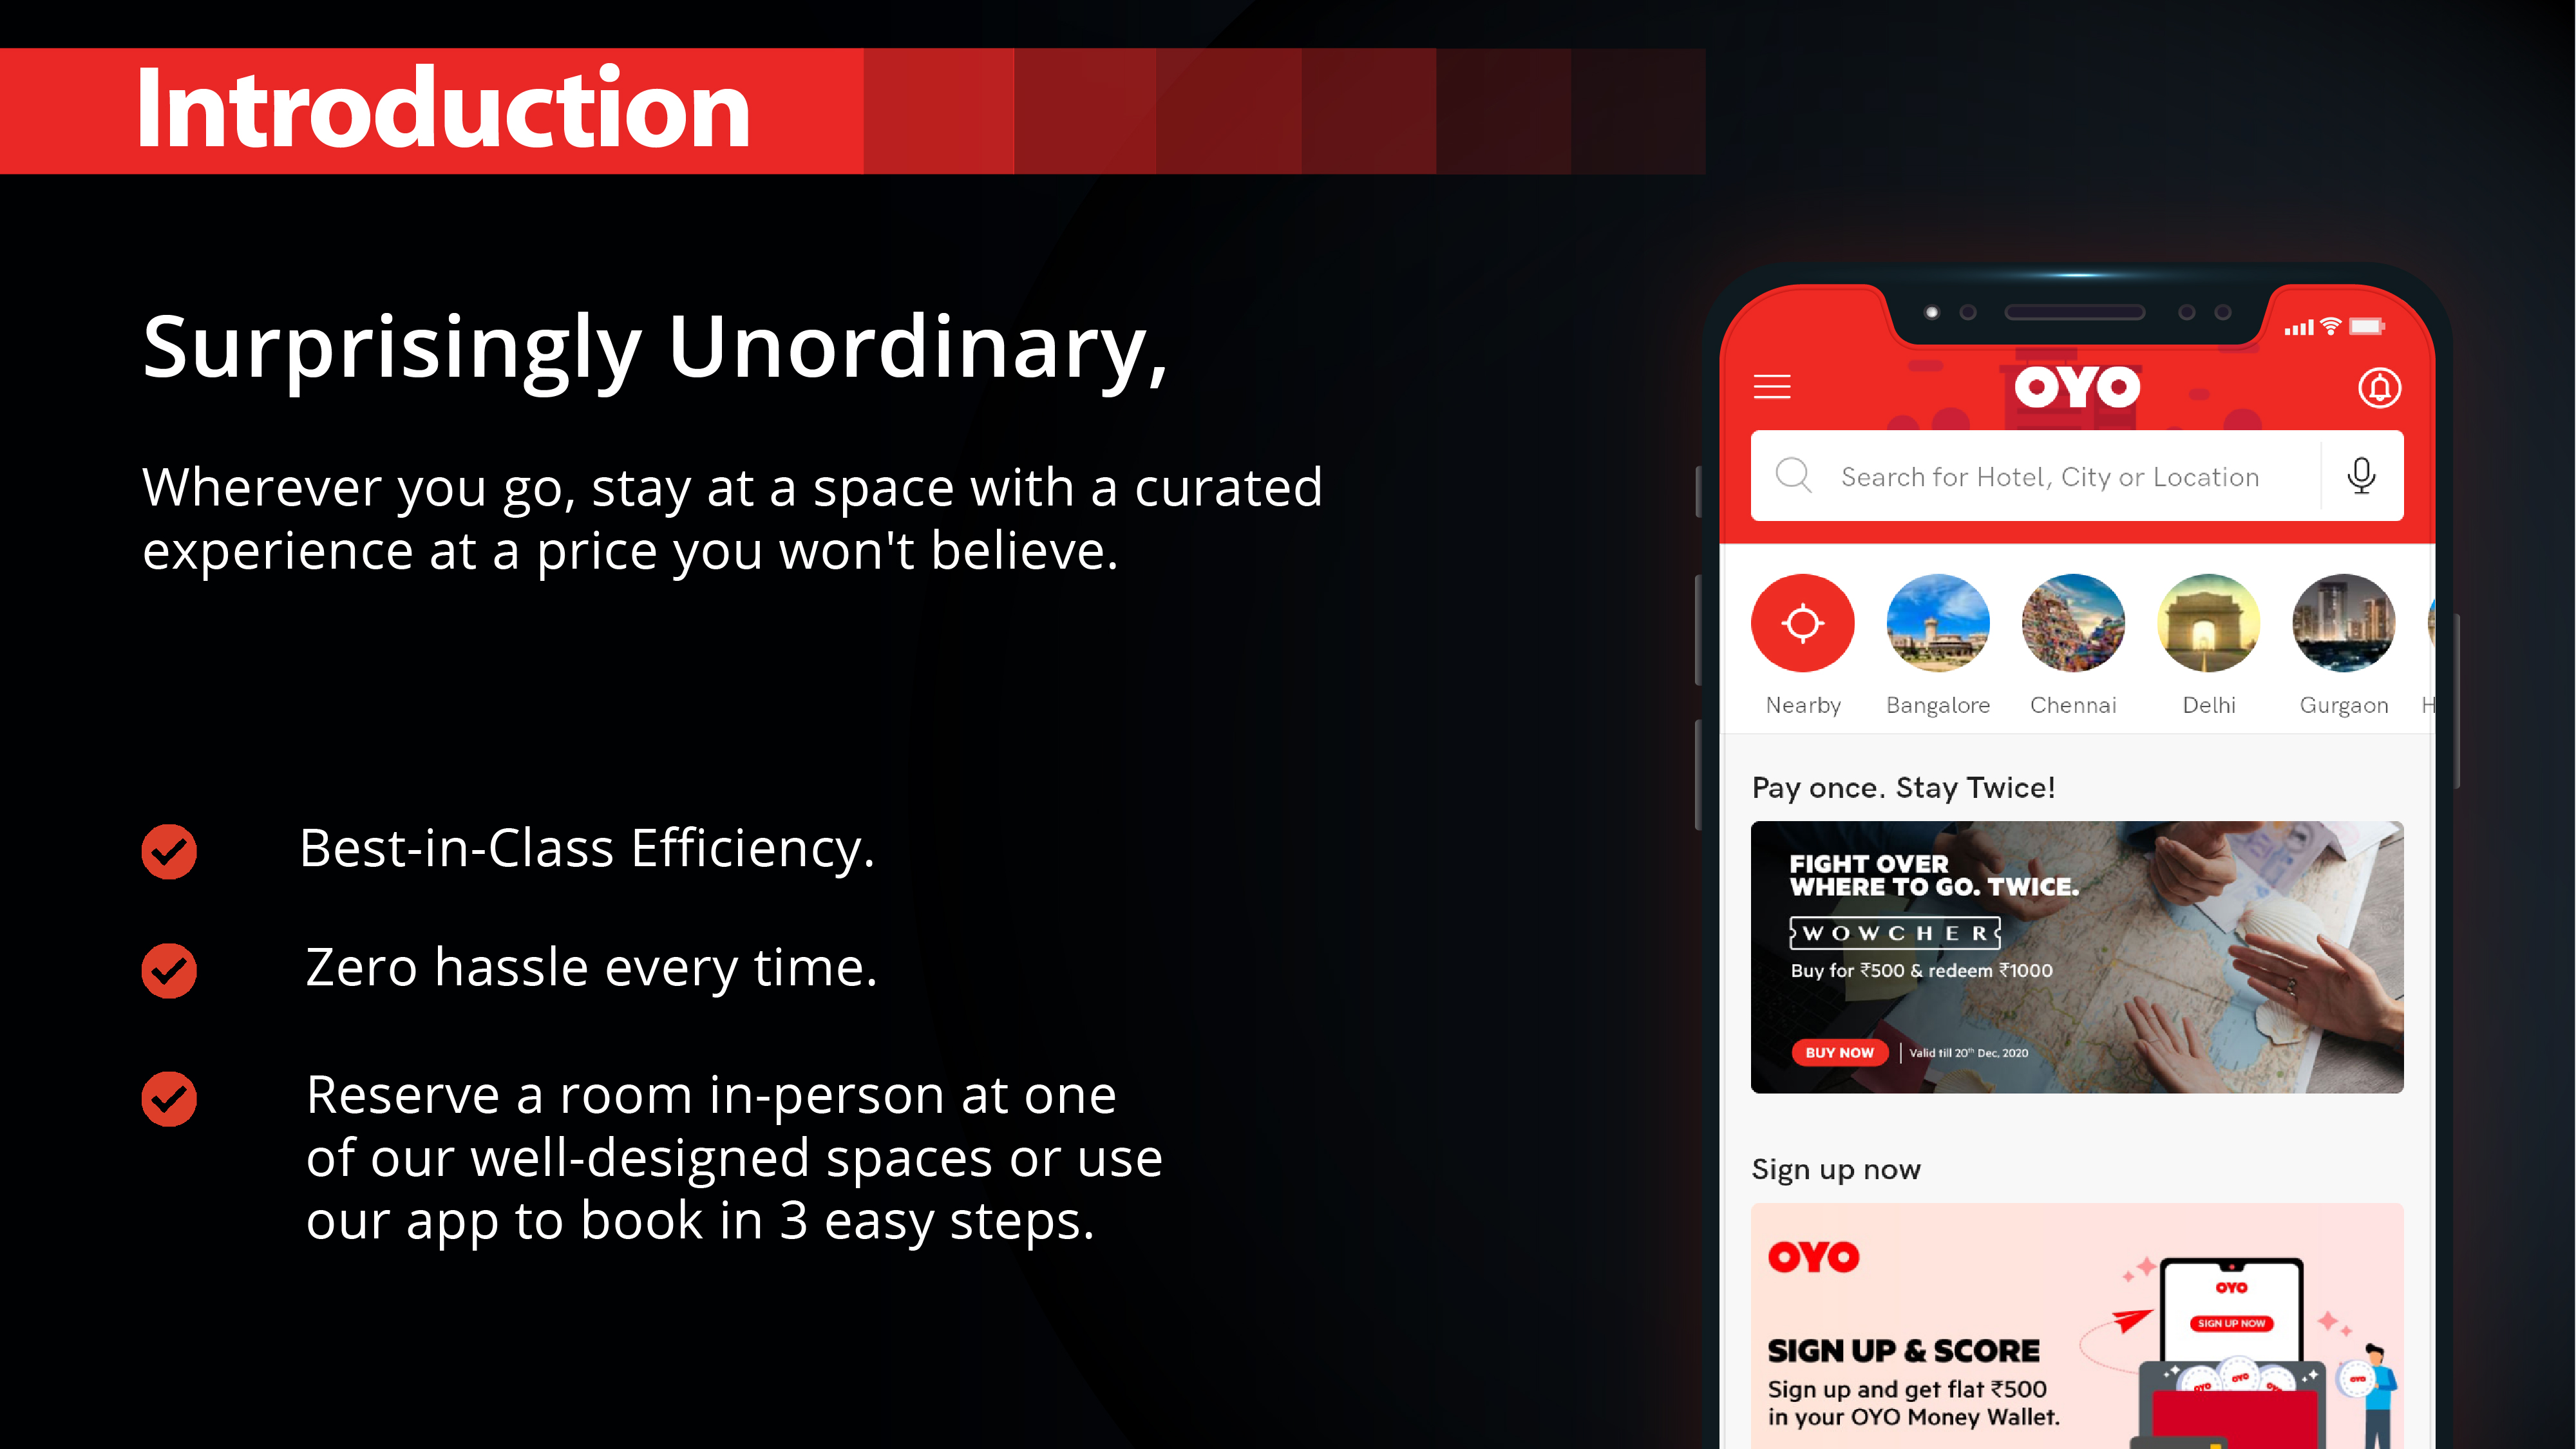 Introduction
Surprisingly Unordinary,
Wherever you go, stay at a space with a curated
experience at a price you won't believe.
Best-in-Class Efficiency.
Zero hassle every time.
Reserve a room in-person at one
of our well-designed spaces or use
our app to book in 3 easy steps.
OYO
Search for Hotel, City or Location
Nearby Bangalore Chennai Delhi Gurgaon H
Pay once. Stay Twice!
FIGHT OVER
WHERE TO GO. TWICE.
WOWCHER
Buy for ₹500 & redeem ₹1000
BUY NOW Valid till 20th Dec, 2020
Sign up now
OYO
OYO
SIGN UP NOW
SIGN UP & SCORE
Sign up and get flat ₹500
in your OYO Money Wallet.
OYO OYO OYO OYO